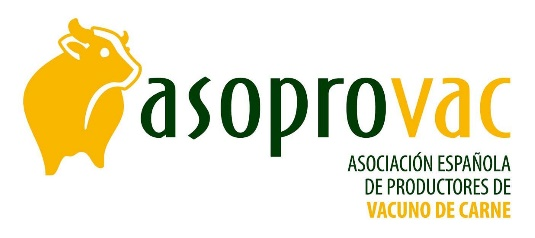 asoprovac
ASOCIACIÓN ESPAÑOLA
DE PRODUCTORES DE
VACUNO DE CARNE